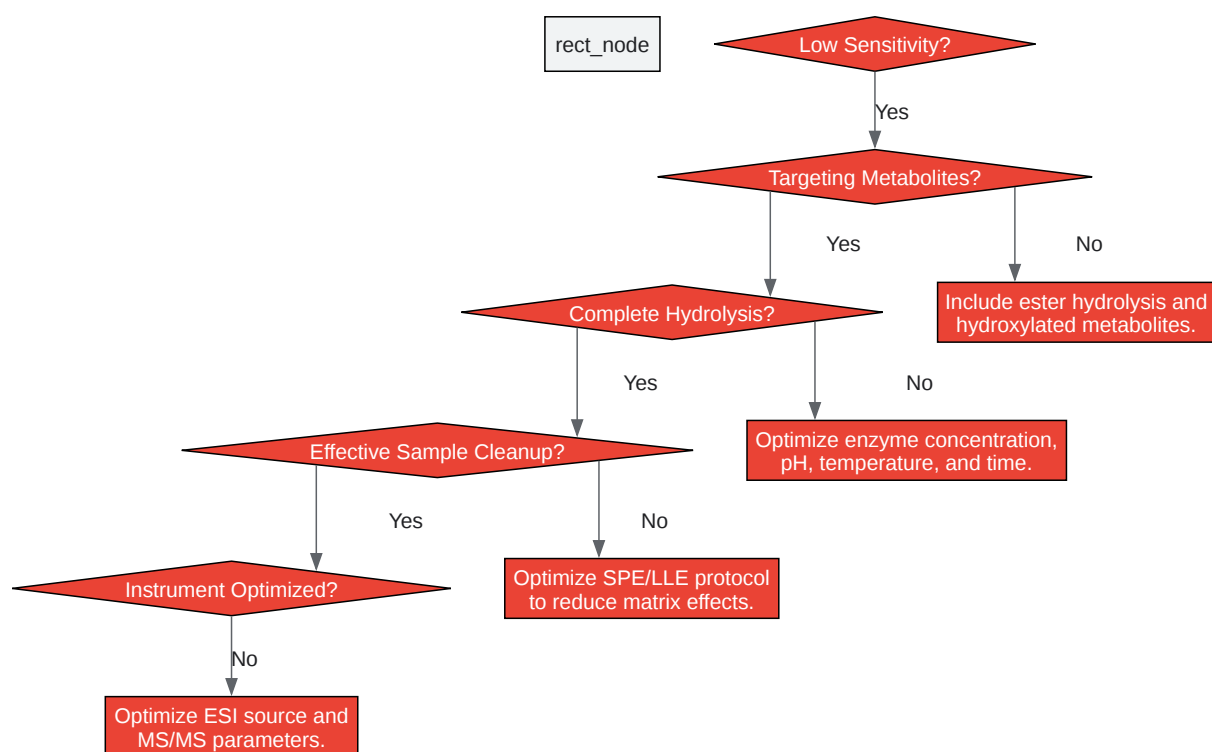 rect_node
Low Sensitivity?
Yes
Targeting Metabolites?
Yes
No
Include ester hydrolysis and
hydroxylated metabolites.
Complete Hydrolysis?
Yes
No
Optimize enzyme concentration,
pH, temperature, and time.
Effective Sample Cleanup?
Yes
No
Optimize SPE/LLE protocol
to reduce matrix effects.
Instrument Optimized?
No
Optimize ESI source and
MS/MS parameters.